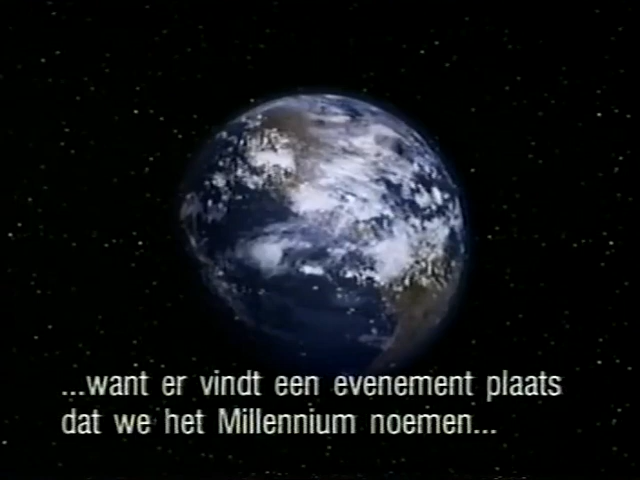 ...want er vindt een evenement plaats
dat we het Millennium noemen...